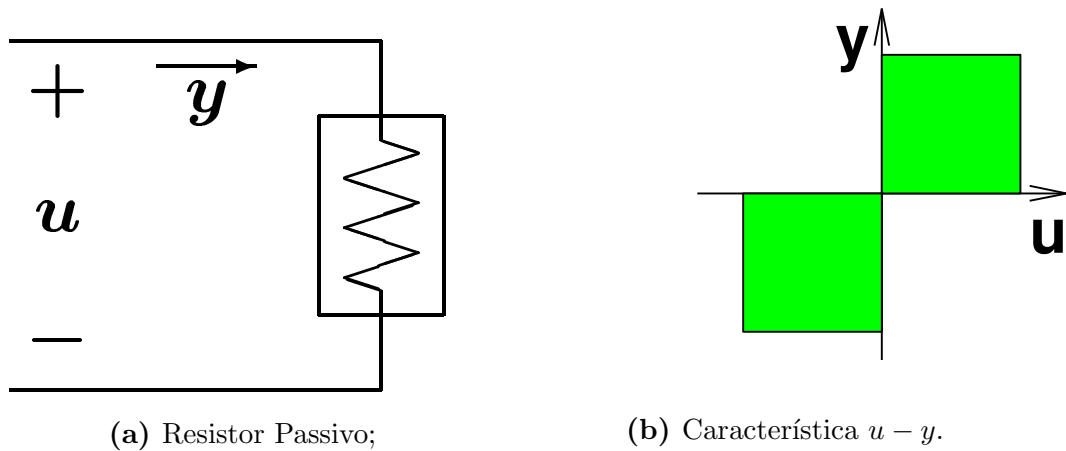 +
y
u
−
y
u
(a) Resistor Passivo;
(b) Característica u − y.